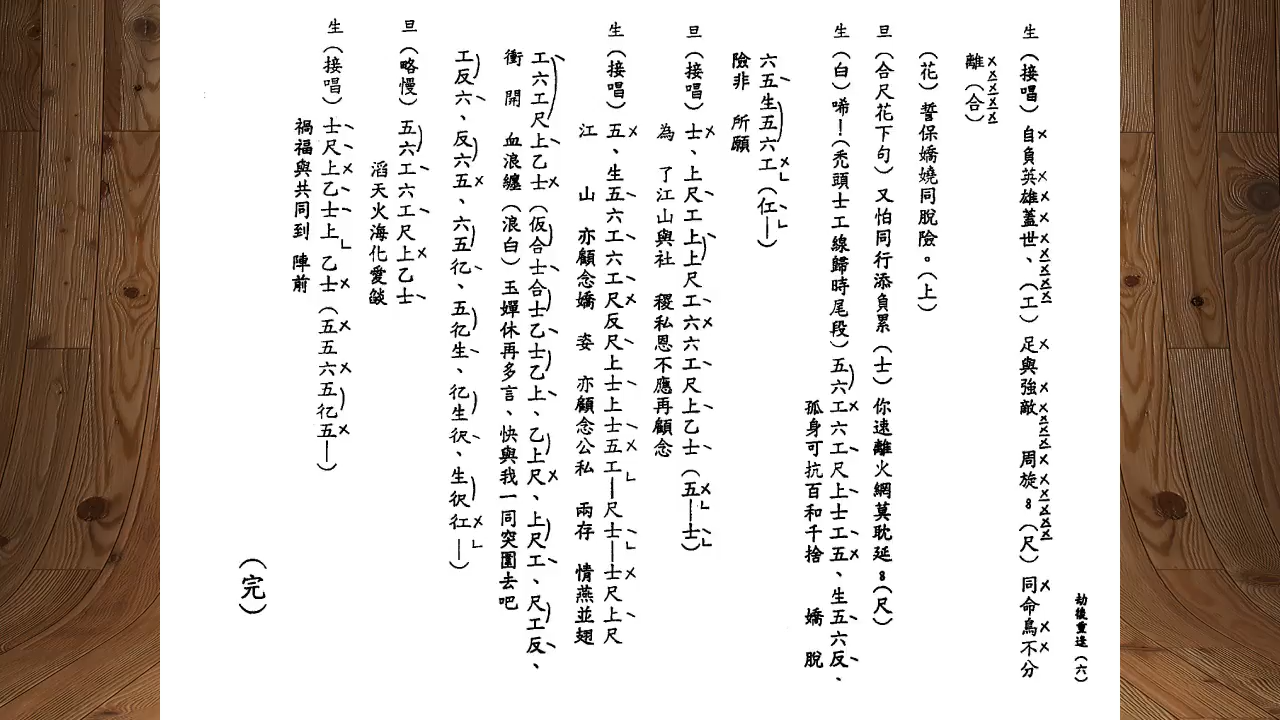 劫後重逢（六）
生（接唱）自負英雄蓋世、（工）足與強敵 周旋。（尺）同命鳥不分
離（合）
（花）誓保嬌嬈同脫險。（上）
旦（合尺花下句）又怕同行添負累（士）你速離火網莫耽延。（尺）
生（白）唏！（禿頭士工線歸時尾段）五六工六工尺上士工五、生五六反、
孤身可抗百和千捨 嬌 脫
六五生五六工（仜—）
險非 所願
旦（接唱）士、上尺工上上尺工六六工尺上乙士（五—士）
為 了江山與社 稷私恩不應再顧念
生（接唱）五、生五六工六工尺反尺上士上士五工—尺士—士尺上尺
江 山 亦顧念嬌 姿 亦顧念公私 兩存 情燕並翅
工六工尺上乙士（仮合士合士乙士乙上、乙上尺、上尺工、尺工反、
衝 開 血浪纏（浪白）玉嬋休再多言、快與我一同突圍去吧
工反六、反六五、六五亿、五亿生、亿生伬、生伬仜—）
旦（略慢）五六工六工尺上乙士
滔天火海化愛燄
生（接唱）士尺上乙士上 乙士（五五六五亿五—）
禍福與共同到 陣前
（完）